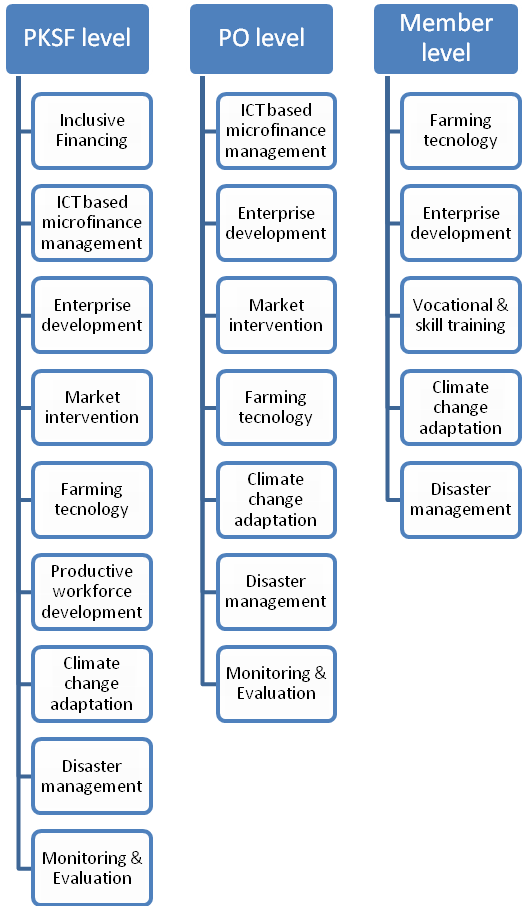 PKSF level
Inclusive
Financing
ICT based
microfinance
management
Enterprise
development
Market
intervention
Farming
tecnology
Productive
workforce
development
Climate
change
adaptation
Disaster
management
Monitoring &
Evaluation
PO level
ICT based
microfinance
management
Enterprise
development
Market
intervention
Farming
tecnology
Climate
change
adaptation
Disaster
management
Monitoring &
Evaluation
Member
level
Farming
tecnology
Enterprise
development
Vocational &
skill training
Climate
change
adaptation
Disaster
management